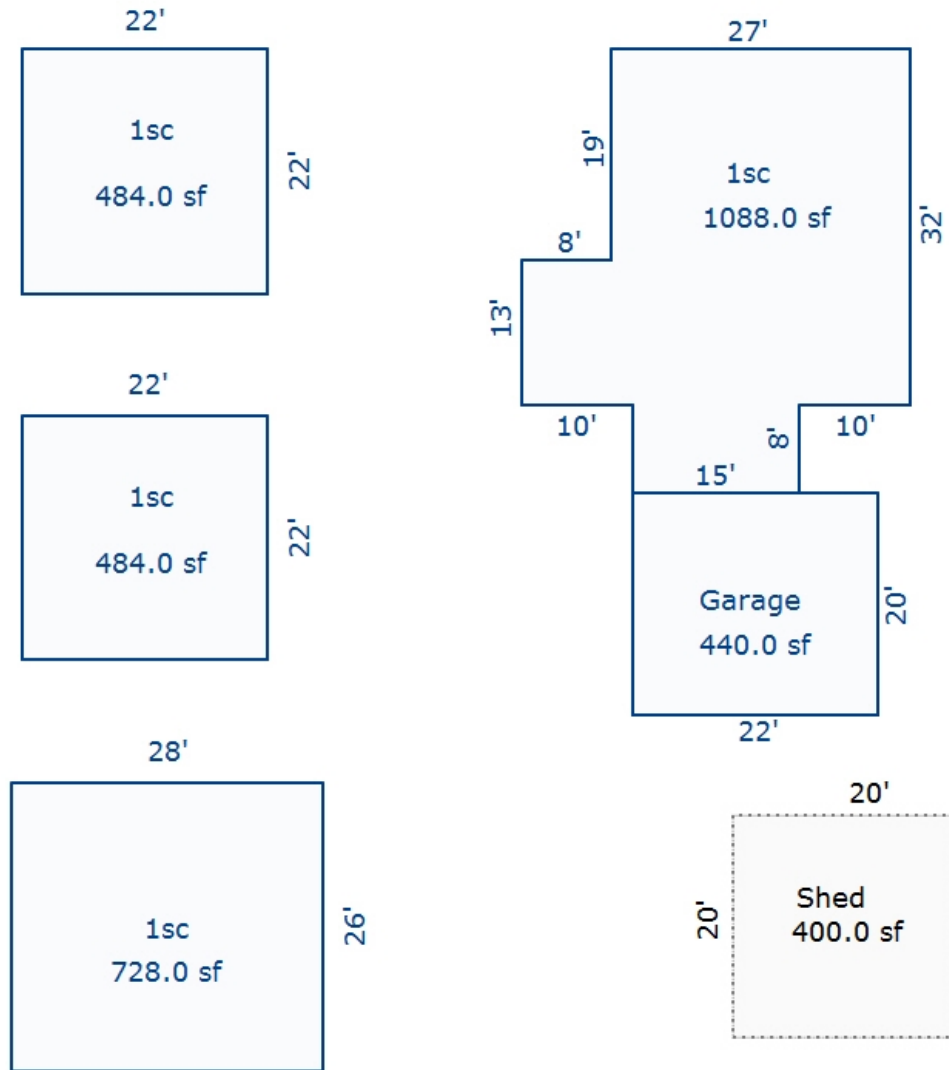 22'
1sc
22'
484.0 sf
22'
1sc
22'
484.0 sf
28'
1sc
26'
728.0 sf
27'
19'
1sc
1088.0 sf
32'
8'
13'
10'
8'
10'
15'
Garage
20'
440.0 sf
22'
20'
20'
Shed
400.0 sf